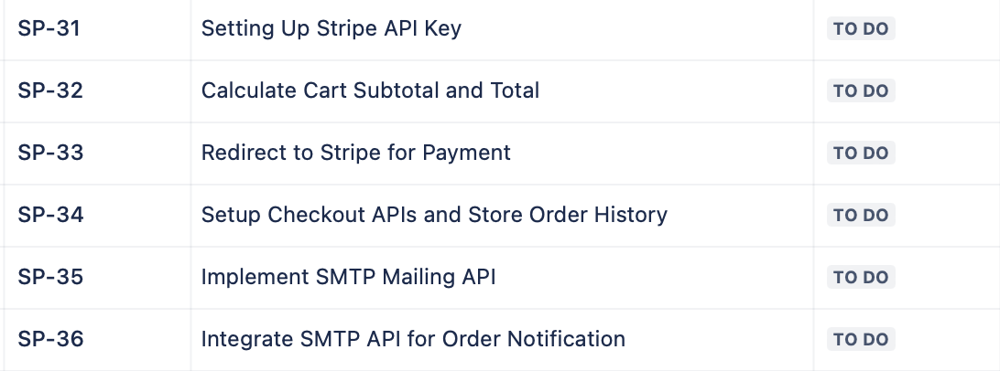 SP-31 Setting Up Stripe API Key TO DO
SP-32 Calculate Cart Subtotal and Total TO DO
SP-33 Redirect to Stripe for Payment TO DO
SP-34 Setup Checkout APIs and Store Order History TO DO
SP-35 Implement SMTP Mailing API TO DO
SP-36 Integrate SMTP API for Order Notification TO DO